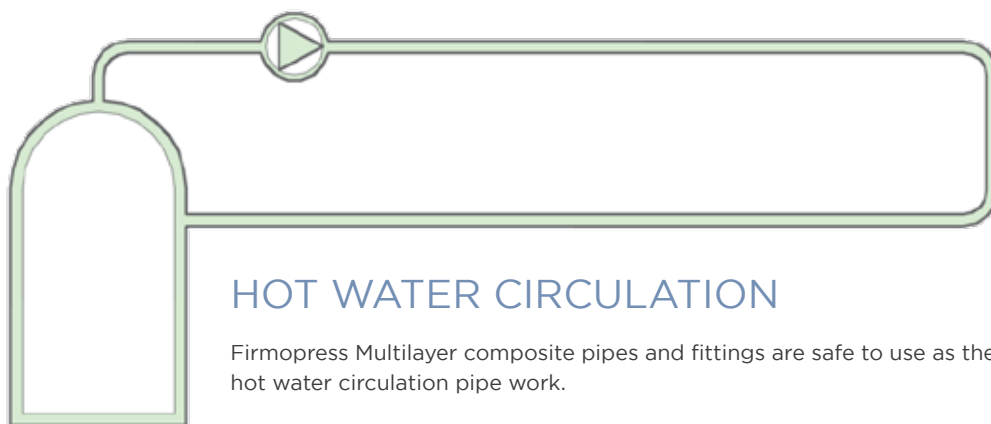 HOT WATER CIRCULATION
Firmopress Multilayer composite pipes and fittings are safe to use as the
hot water circulation pipe work.